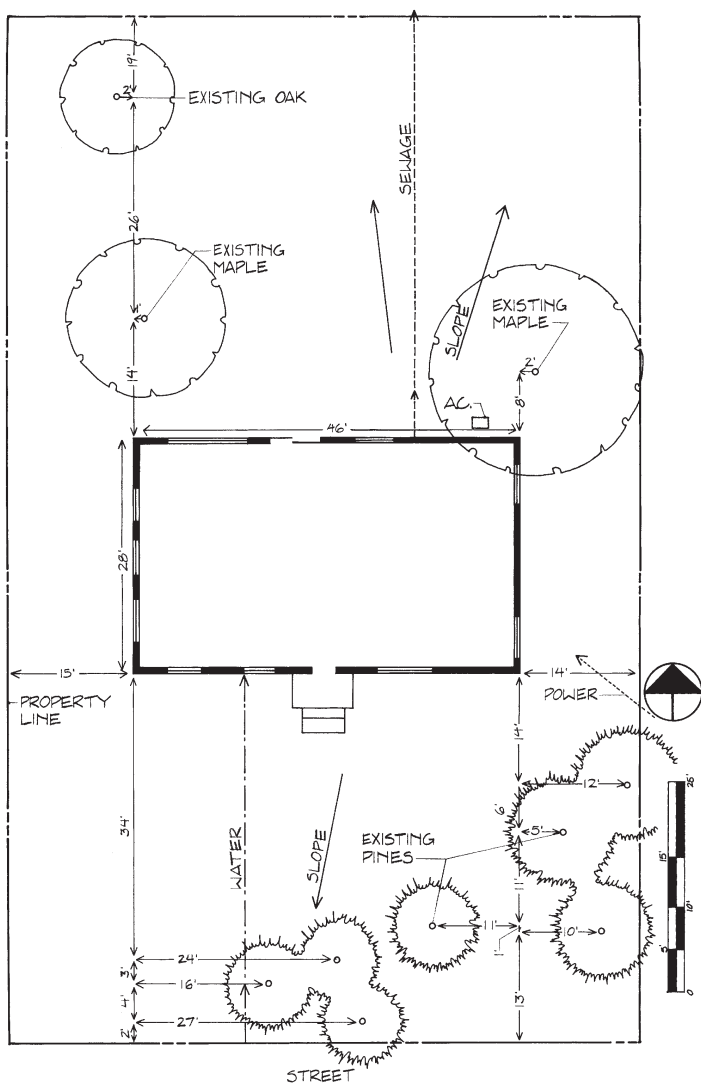 19'
2'
EXISTING OAK
SEWAGE
26'
EXISTING
MAPLE
1'
14'
SLOPE
EXISTING
MAPLE
2'
8'
A.C.
46'
28'
15'
14'
PROPERTY
LINE
POWER
14'
12'
6'
5'
25'
34'
WATER
SLOPE
EXISTING
PINES
15'
11'
11'
1'
10'
10'
5'
0
24'
3'
16'
4'
27'
2'
13'
STREET